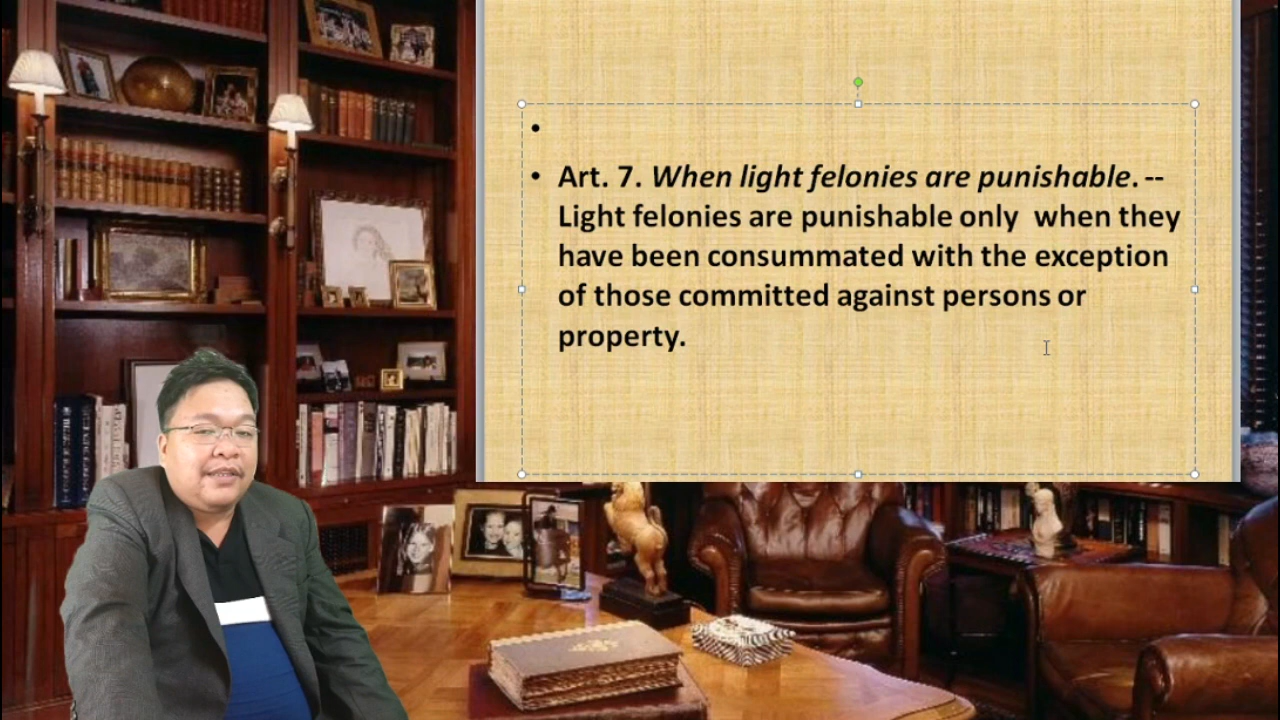 • Art. 7. When light felonies are punishable. --
Light felonies are punishable only when they
have been consummated with the exception
of those committed against persons or
property.